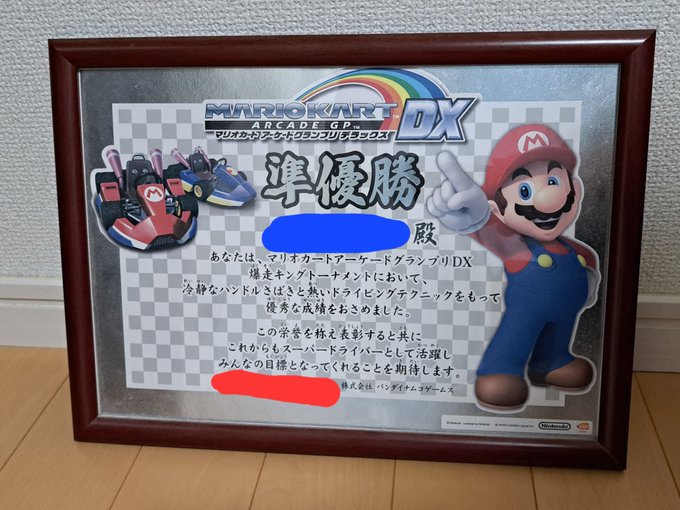 MARIOKART
ARCADE GP DX
マリオカートアーケードグランプリデラックス
準優勝
殿
あなたは、マリオカートアーケードグランプリDX
爆走キングトーナメントにおいて、
冷静なハンドルさばきと熱いドライビングテクニックをもって
優秀な成績をおさめました。
この栄誉を称え表彰すると共に
これからもスーパードライバーとして活躍し
みんなの目標となってくれることを期待します。
株式会社 バンダイナムコゲームス
Nintendo